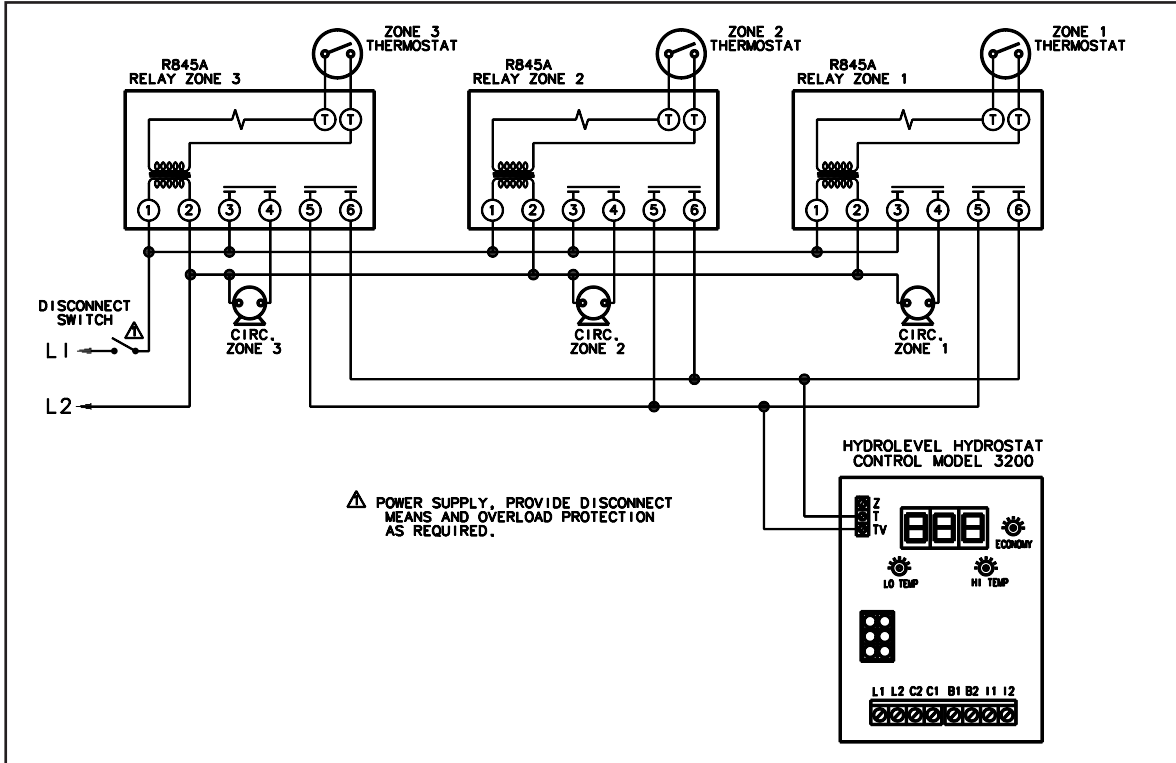 ZONE 3
THERMOSTAT
ZONE 2
THERMOSTAT
ZONE 1
THERMOSTAT
R845A
RELAY ZONE 3
R845A
RELAY ZONE 2
R845A
RELAY ZONE 1
T T
T T
T T
1 2 3 4 5 6
1 2 3 4 5 6
1 2 3 4 5 6
DISCONNECT
SWITCH
1
L1
L2
CIRC.
ZONE 3
CIRC.
ZONE 2
CIRC.
ZONE 1
HYDROLEVEL HYDROSTAT
CONTROL MODEL 3200
1 POWER SUPPLY, PROVIDE DISCONNECT
MEANS AND OVERLOAD PROTECTION
AS REQUIRED.
Z
T
TV
888
ECONOMY
LO TEMP
HI TEMP
L1 L2 C2 C1 B1 B2 I1 I2